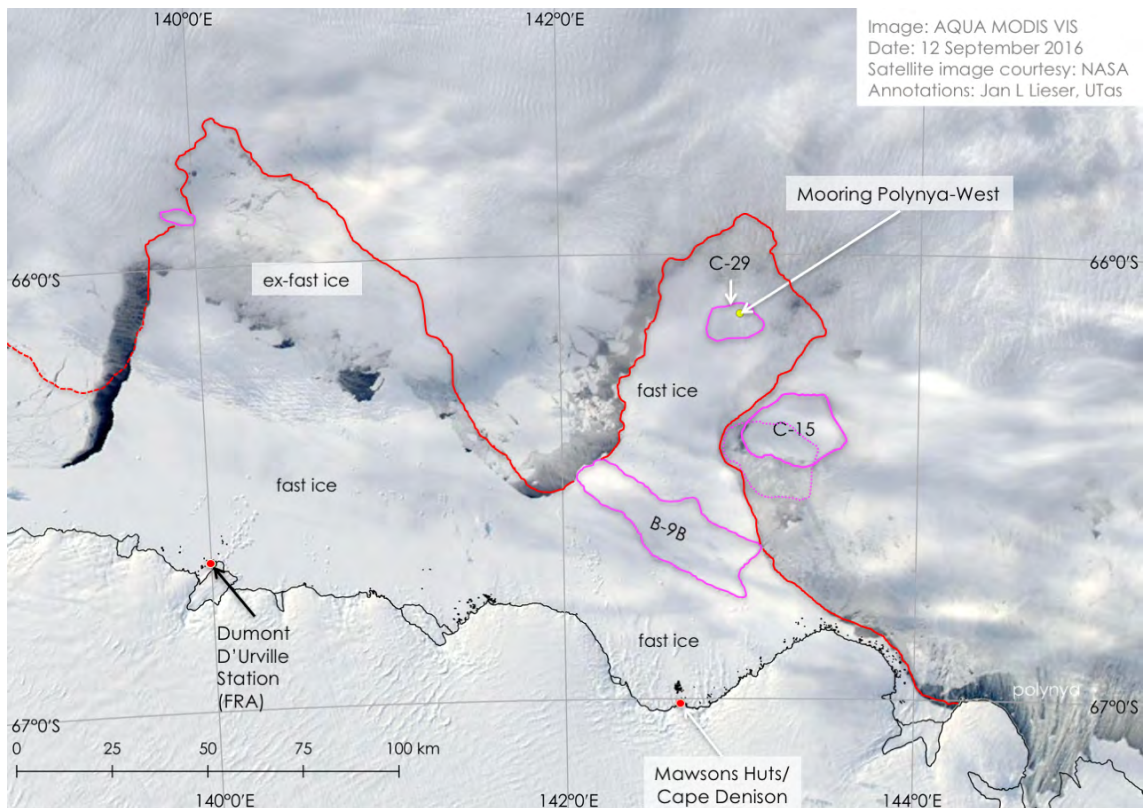 140°0'E
142°0'E
Image: AQUA MODIS VIS
Date: 12 September 2016
Satellite image courtesy: NASA
Annotations: Jan L Lieser, UTas
Mooring Polynya-West
66°0'S
ex-fast ice
C-29
66°0'S
fast ice
C-15
fast ice
B-9B
Dumont
D'Urville
Station
(FRA)
fast ice
polynya
67°0'S
67°0'S
0 25 50 75 100 km
Mawsons Huts/
Cape Denison
140°0'E
142°0'E
144°0'E